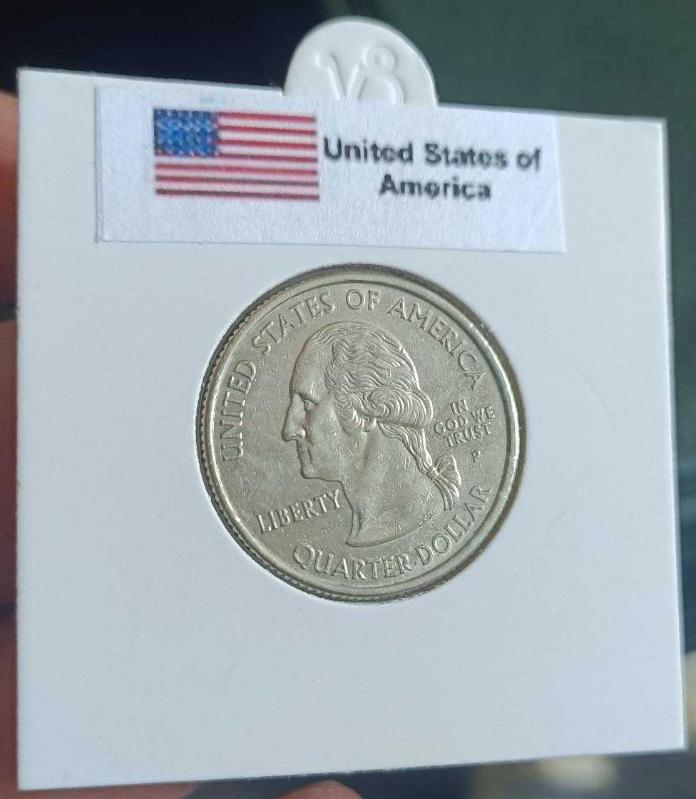 United States of
America
UNITED STATES OF AMERICA
LIBERTY
IN
GOD WE
TRUST
P
QUARTER DOLLAR